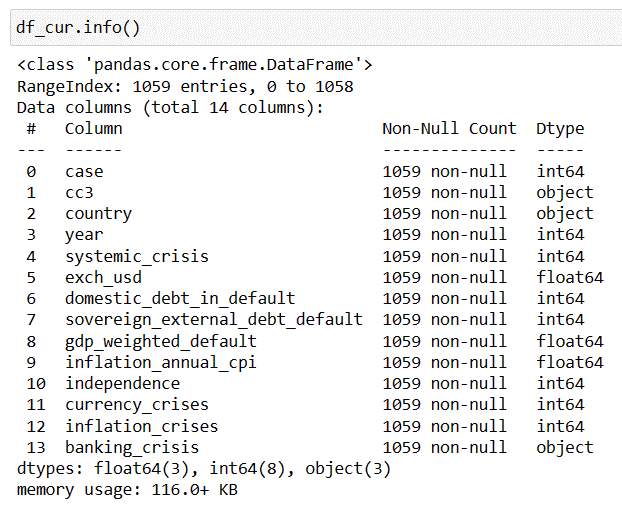 df_cur.info()
<class 'pandas.core.frame.DataFrame'>
RangeIndex: 1059 entries, 0 to 1058
Data columns (total 14 columns):
 #   Column                       Non-Null Count  Dtype
---  ------                       --------------  -----
 0   case                         1059 non-null   int64
 1   cc3                          1059 non-null   object
 2   country                      1059 non-null   object
 3   year                         1059 non-null   int64
 4   systemic_crisis              1059 non-null   int64
 5   exch_usd                     1059 non-null   float64
 6   domestic_debt_in_default     1059 non-null   int64
 7   sovereign_external_debt_default  1059 non-null   int64
 8   gdp_weighted_default         1059 non-null   float64
 9   inflation_annual_cpi         1059 non-null   float64
 10  independence                 1059 non-null   int64
 11  currency_crises              1059 non-null   int64
 12  inflation_crises             1059 non-null   int64
 13  banking_crisis               1059 non-null   object
dtypes: float64(3), int64(8), object(3)
memory usage: 116.0+ KB